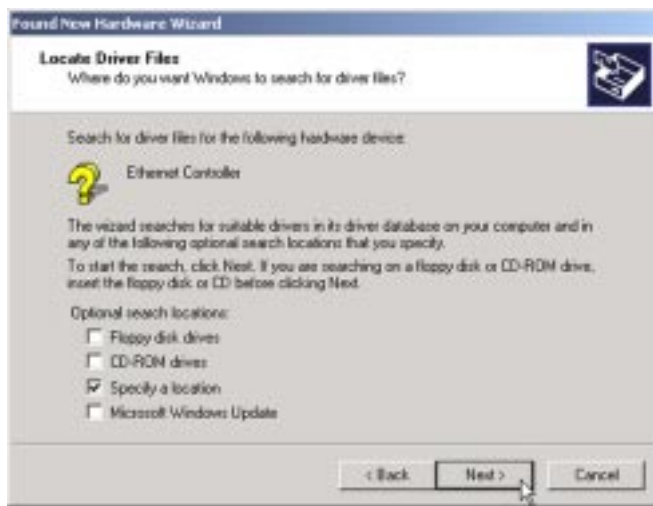 Found New Hardware Wizard
Locate Driver Files
Where do you want Windows to search for driver files?
Search for driver files for the following hardware device:
Ethernet Controller
The wizard searches for suitable drivers in its driver database on your computer and in
any of the following optional search locations that you specify.
To start the search, click Next. If you are searching on a floppy disk or CD-ROM drive,
insert the floppy disk or CD before clicking Next.
Optional search locations:
Floppy disk drives
CD-ROM drives
Specify a location
Microsoft Windows Update
< Back Next > Cancel